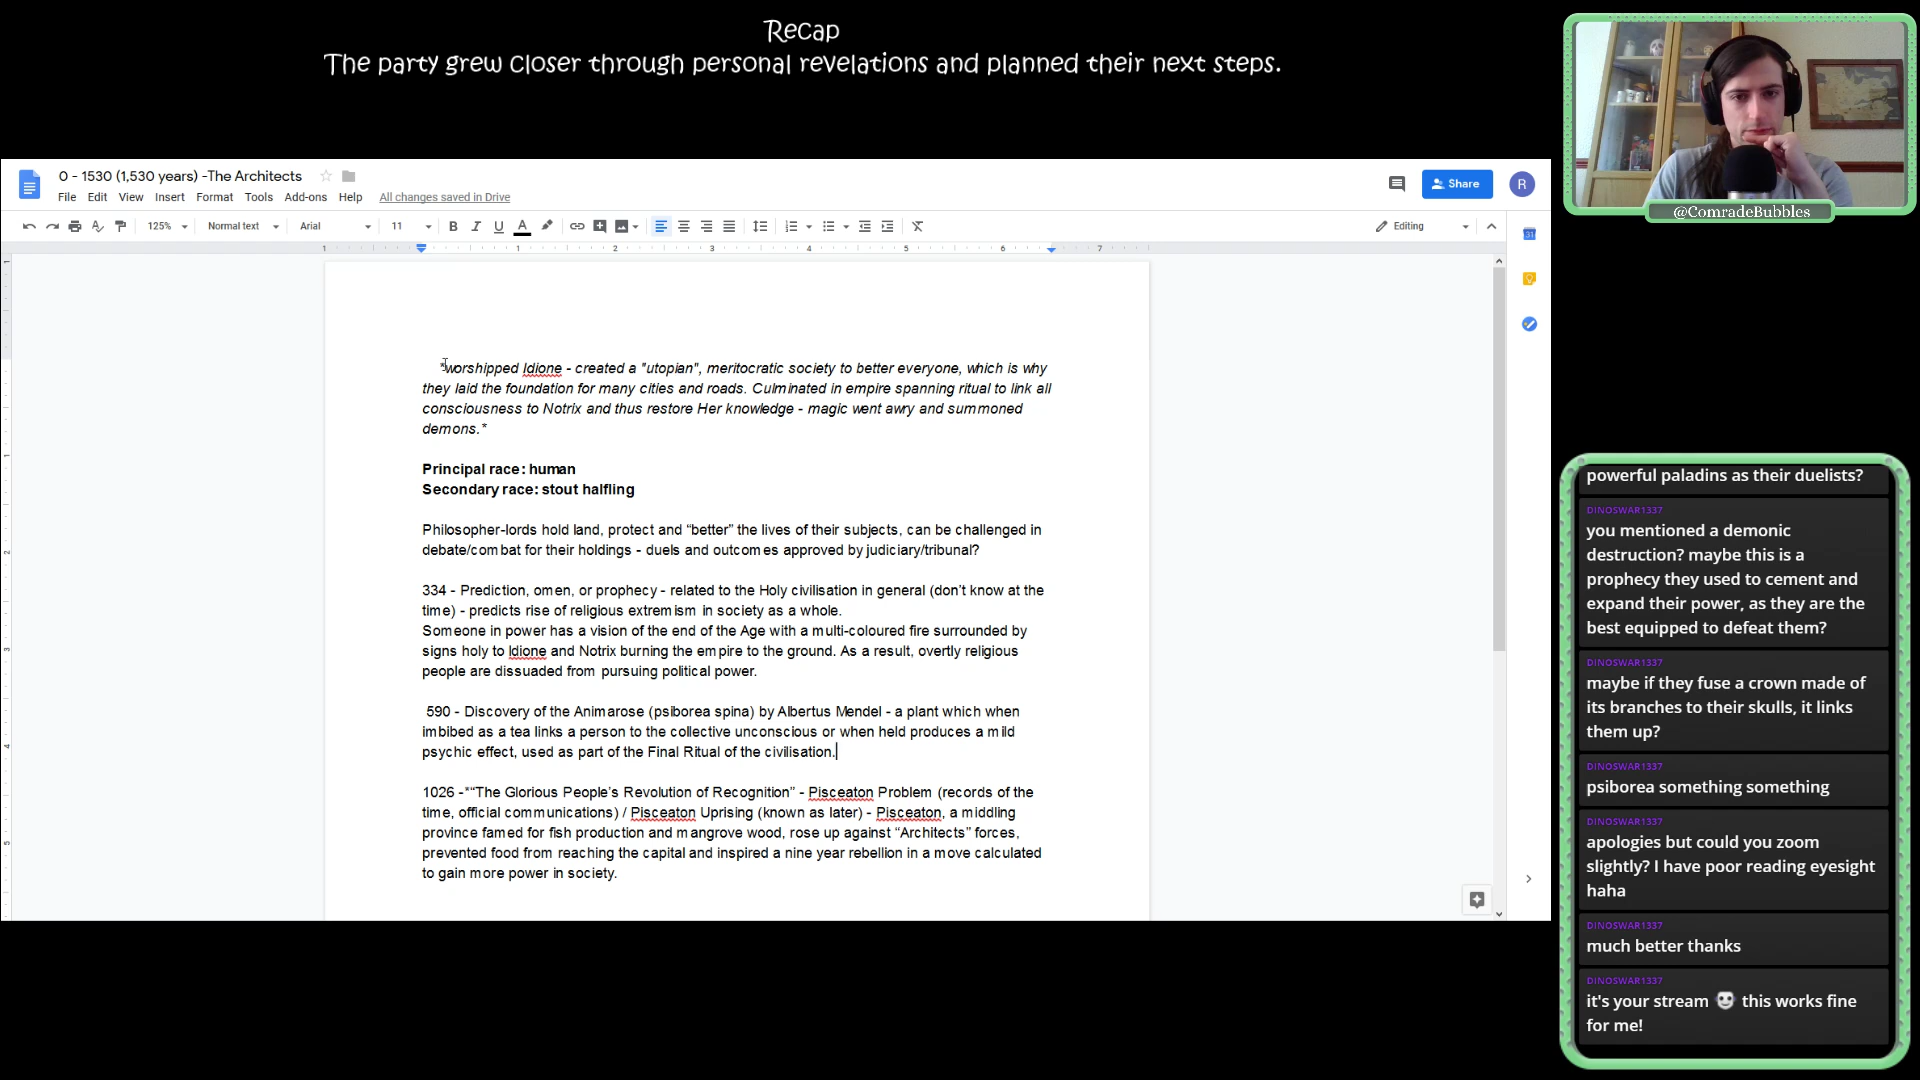 Recap
The party grew closer through personal revelations and planned their next steps.
0 - 1530 (1,530 years) -The Architects
File Edit View Insert Format Tools Add-ons Help All changes saved in Drive
Share
R
125% Normal text Arial 11 B I U A Editing
1 1 2 3 4 5 6 7
*worshipped Idione - created a "utopian", meritocratic society to better everyone, which is why
they laid the foundation for many cities and roads. Culminated in empire spanning ritual to link all
consciousness to Notrix and thus restore Her knowledge - magic went awry and summoned
demons.*
Principal race: human
Secondary race: stout halfling
Philosopher-lords hold land, protect and “better” the lives of their subjects, can be challenged in
debate/combat for their holdings - duels and outcomes approved by judiciary/tribunal?
334 - Prediction, omen, or prophecy - related to the Holy civilisation in general (don’t know at the
time) - predicts rise of religious extremism in society as a whole.
Someone in power has a vision of the end of the Age with a multi-coloured fire surrounded by
signs holy to Idione and Notrix burning the empire to the ground. As a result, overtly religious
people are dissuaded from pursuing political power.
590 - Discovery of the Animarose (psiborea spina) by Albertus Mendel - a plant which when
imbibed as a tea links a person to the collective unconscious or when held produces a mild
psychic effect, used as part of the Final Ritual of the civilisation.
1026 -*“The Glorious People’s Revolution of Recognition” - Pisceaton Problem (records of the
time, official communications) / Pisceaton Uprising (known as later) - Pisceaton, a middling
province famed for fish production and mangrove wood, rose up against “Architects” forces,
prevented food from reaching the capital and inspired a nine year rebellion in a move calculated
to gain more power in society.
@ComradeBubbles
powerful paladins as their duelists?
DINOSWAR1337
you mentioned a demonic
destruction? maybe this is a
prophecy they used to cement and
expand their power, as they are the
best equipped to defeat them?
DINOSWAR1337
maybe if they fuse a crown made of
its branches to their skulls, it links
them up?
DINOSWAR1337
psiborea something something
DINOSWAR1337
apologies but could you zoom
slightly? I have poor reading eyesight
haha
DINOSWAR1337
much better thanks
DINOSWAR1337
it's your stream this works fine
for me!